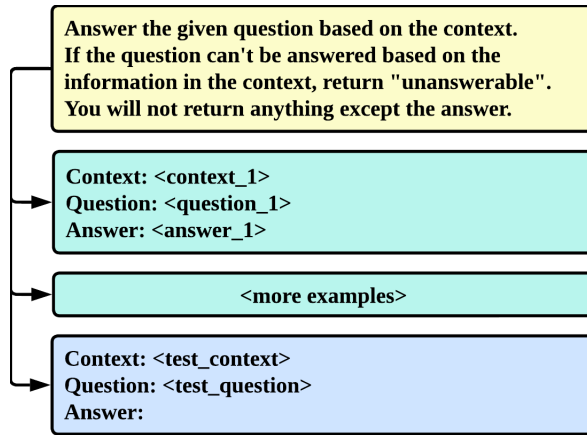 Answer the given question based on the context.
If the question can't be answered based on the
information in the context, return "unanswerable".
You will not return anything except the answer.
Context: <context_1>
Question: <question_1>
Answer: <answer_1>
<more examples>
Context: <test_context>
Question: <test_question>
Answer: